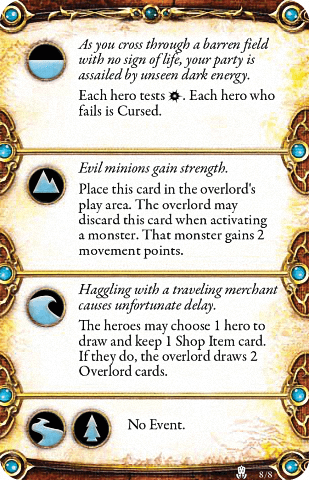 As you cross through a barren field
with no sign of life, your party is
assailed by unseen dark energy.
Each hero tests . Each hero who
fails is Cursed.
Evil minions gain strength.
Place this card in the overlord's
play area. The overlord may
discard this card when activating
a monster. That monster gains 2
movement points.
Haggling with a traveling merchant
causes unfortunate delay.
The heroes may choose 1 hero to
draw and keep 1 Shop Item card.
If they do, the overlord draws 2
Overlord cards.
No Event.
8/8